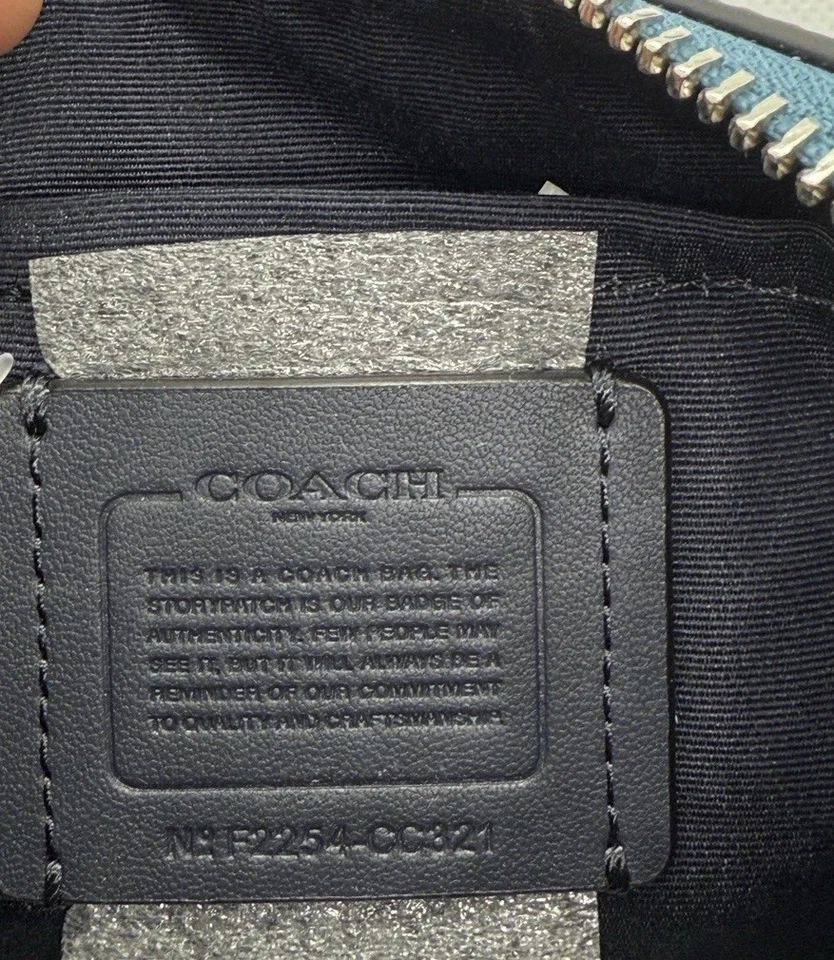 COACH
NEW YORK
THIS IS A COACH BAG. THE
STORYPATCH IS OUR BADGE OF
AUTHENTICITY. FEW PEOPLE MAY
SEE IT, BUT IT WILL ALWAYS BE A
REMINDER OF OUR COMMITMENT
TO QUALITY AND CRAFTSMANSHIP.
Nº F2254-CC321